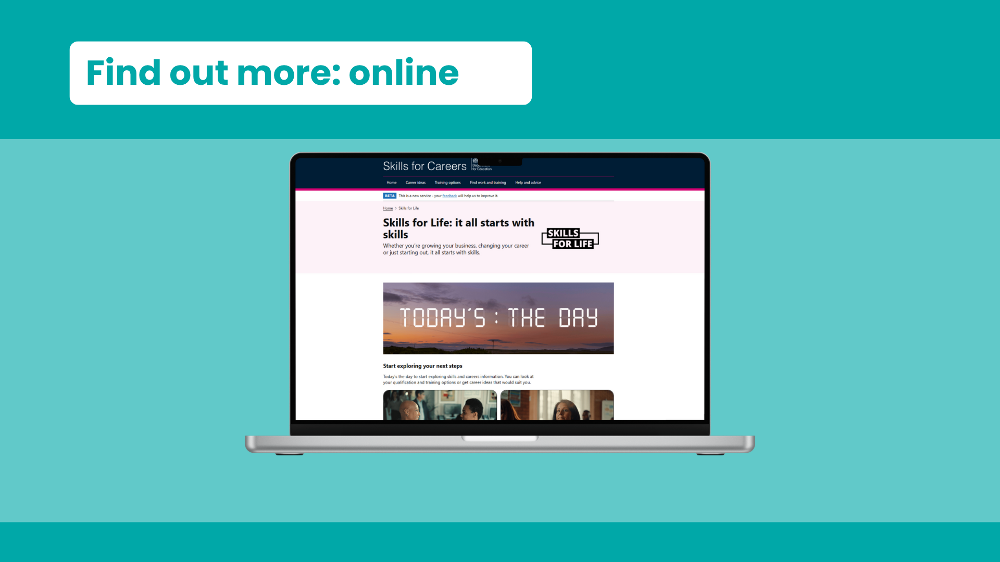 Find out more: online
Skills for Careers
for Education
Home Career ideas Training options Find work and training Help and advice
BETA This is a new service - your feedback will help us to improve it.
Home > Skills for Life
Skills for Life: it all starts with
skills
Whether you're growing your business, changing your career
or just starting out, it all starts with skills.
SKILLS
FOR LIFE
TODAY'S : THE DAY
Start exploring your next steps
Today's the day to start exploring skills and careers information. You can look at
your qualification and training options or get career ideas that would suit you.